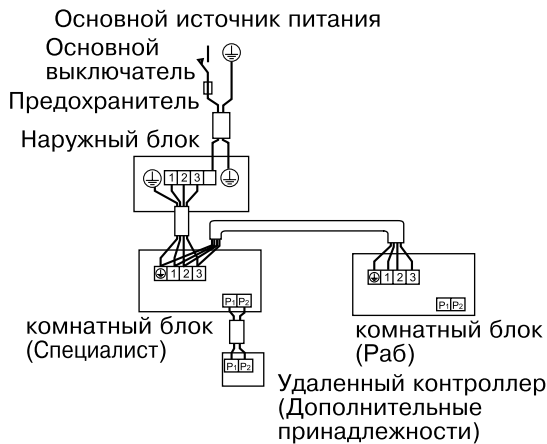 Основной источник питания
Основной
выключатель
Предохранитель
Наружный блок
1 2 3
1 2 3
1 2 3
P1 P2
P1 P2
комнатный блок
(Специалист)
комнатный блок
(Раб)
P1 P2
Удаленный контроллер
(Дополнительные
принадлежности)